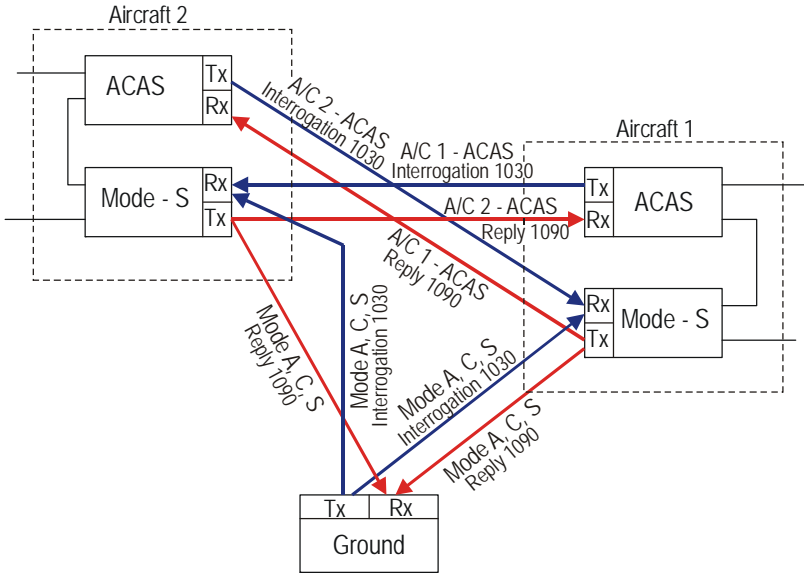 Aircraft 2
ACAS
Tx
Rx
Mode - S
Rx
Tx
A/C 2 - ACAS
Interrogation 1030
Aircraft 1
A/C 1 - ACAS
Interrogation 1030
A/C 2 - ACAS
Reply 1090
A/C 1 - ACAS
Reply 1090
Tx
Rx
ACAS
Rx
Tx
Mode - S
Mode A, C, S
Reply 1090
Mode A, C, S
Interrogation 1030
Mode A, C, S
Interrogation 1030
Mode A, C, S
Reply 1090
Tx
Rx
Ground